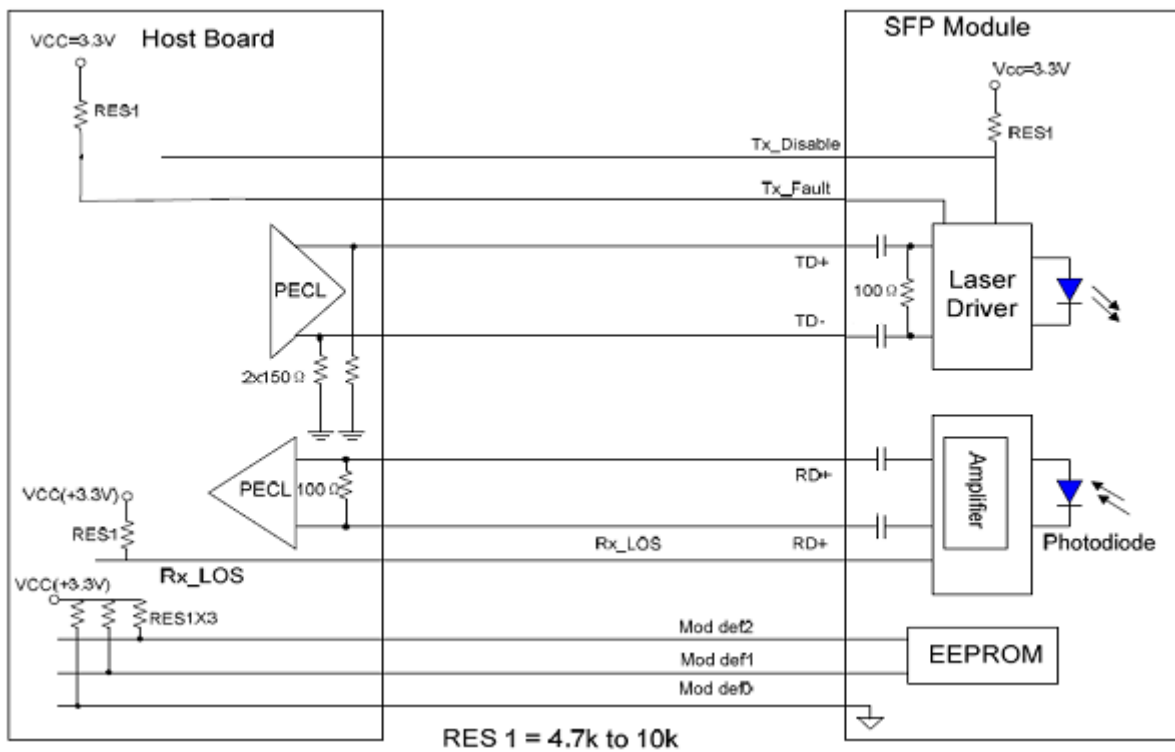 Host Board
SFP Module
VCC=3.3V
Vcc=3.3V
RES1
RES1
Tx_Disable
Tx_Fault
PECL
TD+
100 Ω
Laser
Driver
TD-
2x150 Ω
PECL
100 Ω
RD+
Amplifier
VCC(+3.3V)
RES1
Rx_LOS
RD+
Photodiode
Rx_LOS
VCC(+3.3V)
RES1X3
Mod def2
EEPROM
Mod def1
Mod def0
RES 1 = 4.7k to 10k